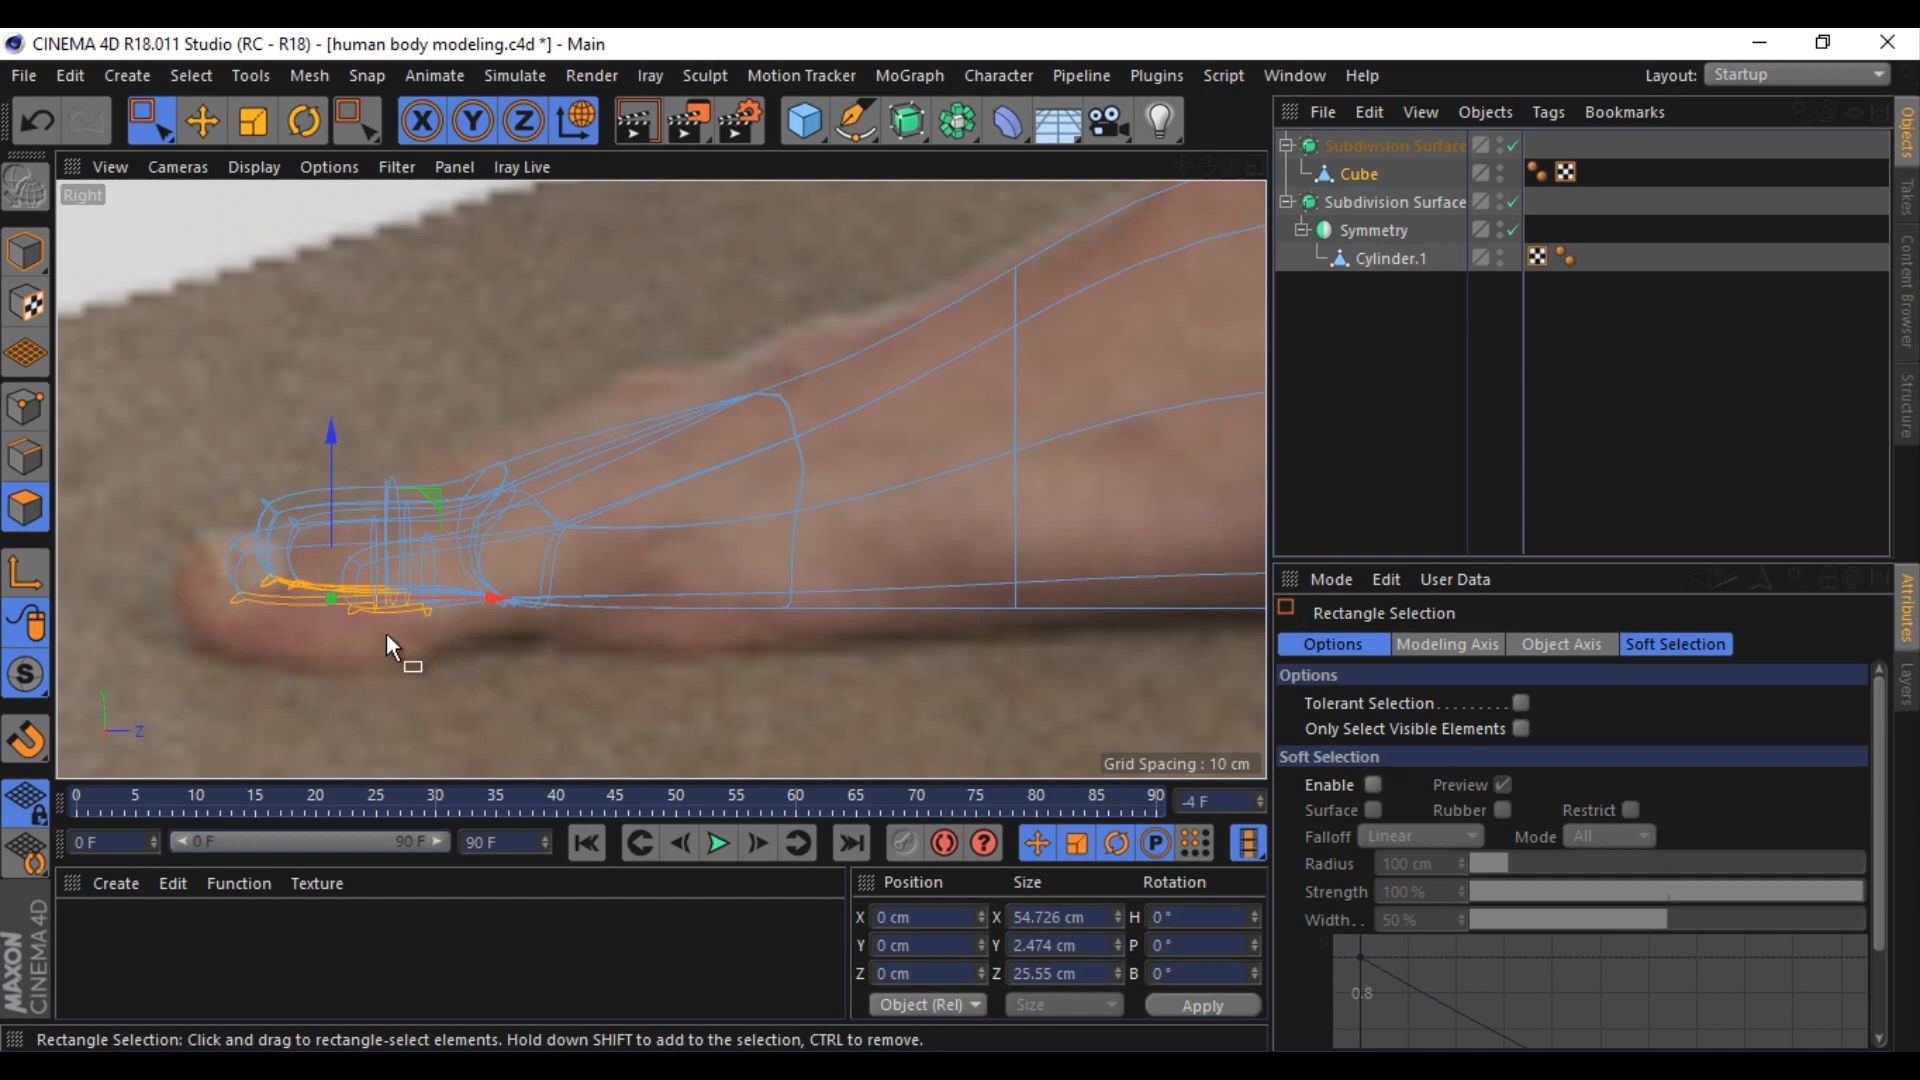 CINEMA 4D R18.011 Studio (RC - R18) - [human body modeling.c4d *] - Main
File Edit Create Select Tools Mesh Snap Animate Simulate Render Iray Sculpt Motion Tracker MoGraph Character Pipeline Plugins Script Window Help Layout: Startup
X Y Z
File Edit View Objects Tags Bookmarks
Objects
Takes
Content Browser
Structure
View Cameras Display Options Filter Panel Iray Live
Right
Subdivision Surface
Cube
Subdivision Surface
Symmetry
Cylinder.1
Y
Z
Grid Spacing : 10 cm
Mode Edit User Data
Attributes
Layers
Rectangle Selection
Options Modeling Axis Object Axis Soft Selection
Options
Tolerant Selection
Only Select Visible Elements
Soft Selection
Enable Preview
Surface Rubber Restrict
Falloff Linear Mode All
Radius 100 cm
Strength 100 %
Width 50 %
0.8
0 5 10 15 20 25 30 35 40 45 50 55 60 65 70 75 80 85 90 -4 F
0 F 0 F 90 F 90 F
Create Edit Function Texture
Position Size Rotation
X 0 cm X 54.726 cm H 0 °
Y 0 cm Y 2.474 cm P 0 °
Z 0 cm Z 25.55 cm B 0 °
Object (Rel) Size Apply
MAXON
CINEMA 4D
Rectangle Selection: Click and drag to rectangle-select elements. Hold down SHIFT to add to the selection, CTRL to remove.